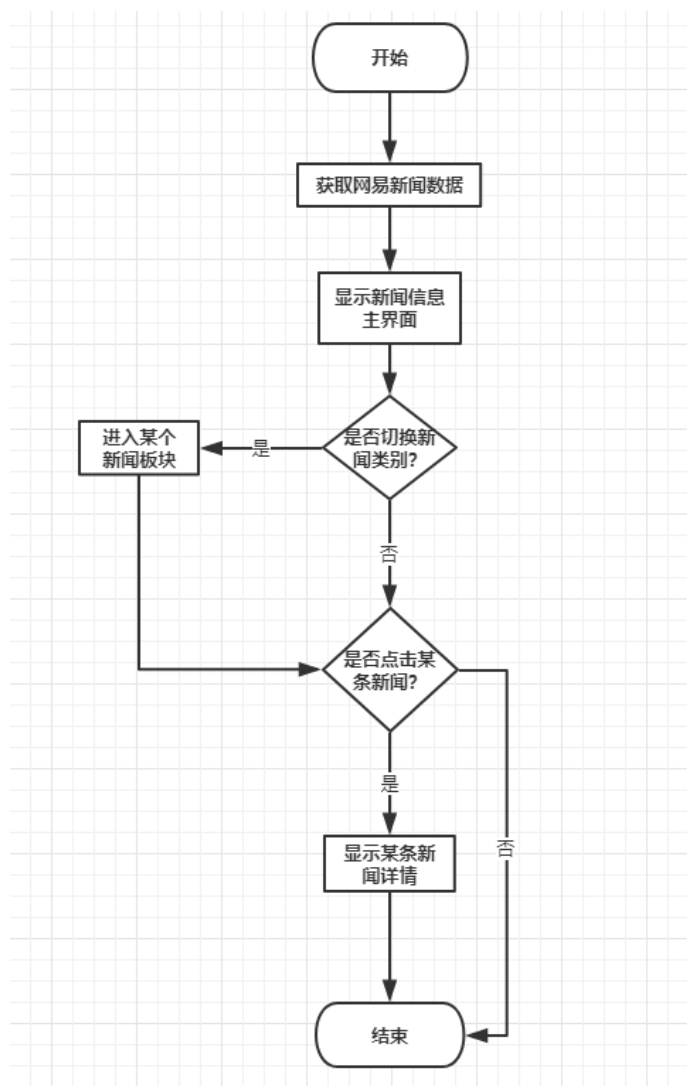 开始
获取网易新闻数据
显示新闻信息
主界面
是否切换新
闻类别?
是
进入某个
新闻板块
否
是否点击某
条新闻?
是
否
显示某条新
闻详情
结束